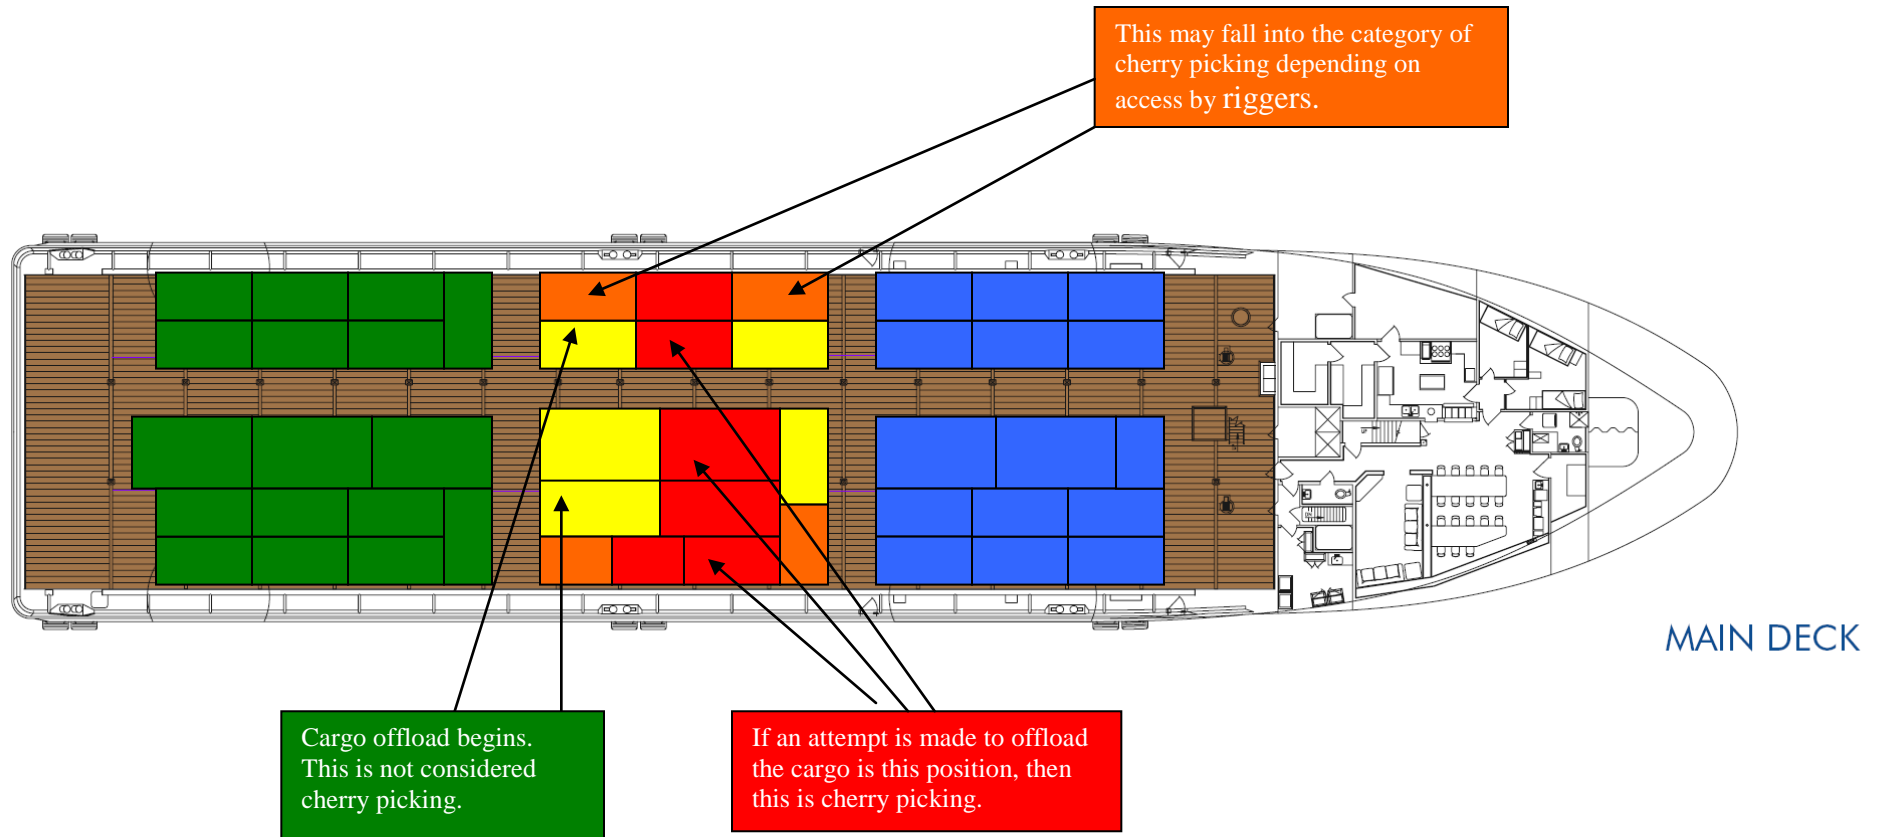 This may fall into the category of
cherry picking depending on
access by riggers.
MAIN DECK
Cargo offload begins.
This is not considered
cherry picking.
If an attempt is made to offload
the cargo is this position, then
this is cherry picking.